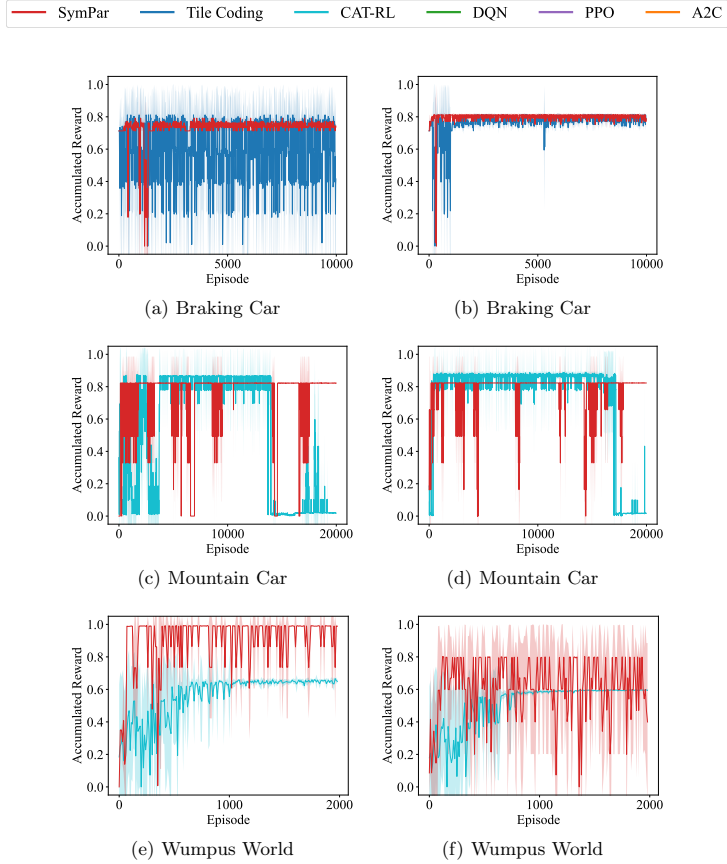 SymPar Tile Coding CAT-RL DQN PPO A2C
1.0
0.8
0.6
0.4
0.2
0.0
Accumulated Reward
0 5000 10000
Episode
(a) Braking Car
1.0
0.8
0.6
0.4
0.2
0.0
Accumulated Reward
0 5000 10000
Episode
(b) Braking Car
1.0
0.8
0.6
0.4
0.2
0.0
Accumulated Reward
0 10000 20000
Episode
(c) Mountain Car
1.0
0.8
0.6
0.4
0.2
0.0
Accumulated Reward
0 10000 20000
Episode
(d) Mountain Car
1.0
0.8
0.6
0.4
0.2
0.0
Accumulated Reward
0 1000 2000
Episode
(e) Wumpus World
1.0
0.8
0.6
0.4
0.2
0.0
Accumulated Reward
0 1000 2000
Episode
(f) Wumpus World